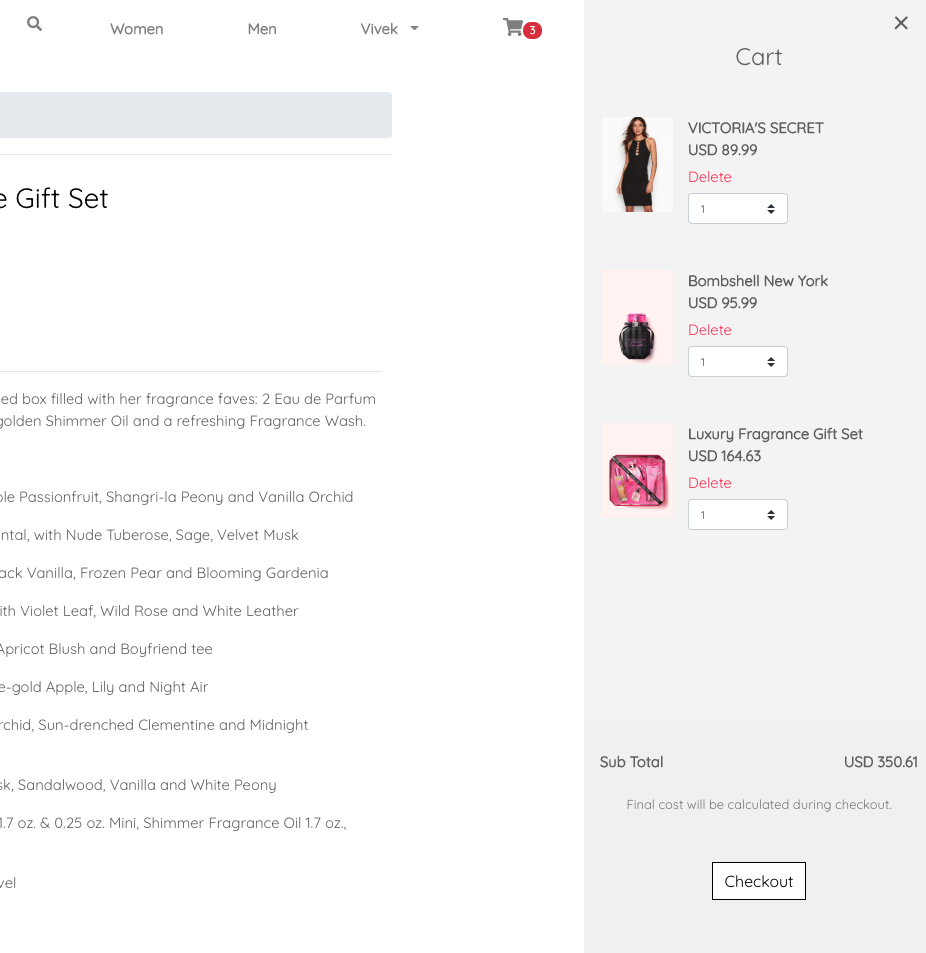 Women Men Vivek 3
e Gift Set
ed box filled with her fragrance faves: 2 Eau de Parfum
golden Shimmer Oil and a refreshing Fragrance Wash.
ple Passionfruit, Shangri-la Peony and Vanilla Orchid
ntal, with Nude Tuberose, Sage, Velvet Musk
ack Vanilla, Frozen Pear and Blooming Gardenia
ith Violet Leaf, Wild Rose and White Leather
Apricot Blush and Boyfriend tee
e-gold Apple, Lily and Night Air
rchid, Sun-drenched Clementine and Midnight
sk, Sandalwood, Vanilla and White Peony
1.7 oz. & 0.25 oz. Mini, Shimmer Fragrance Oil 1.7 oz.,
vel
Cart
VICTORIA'S SECRET
USD 89.99
Delete
1
Bombshell New York
USD 95.99
Delete
1
Luxury Fragrance Gift Set
USD 164.63
Delete
1
Sub Total USD 350.61
Final cost will be calculated during checkout.
Checkout